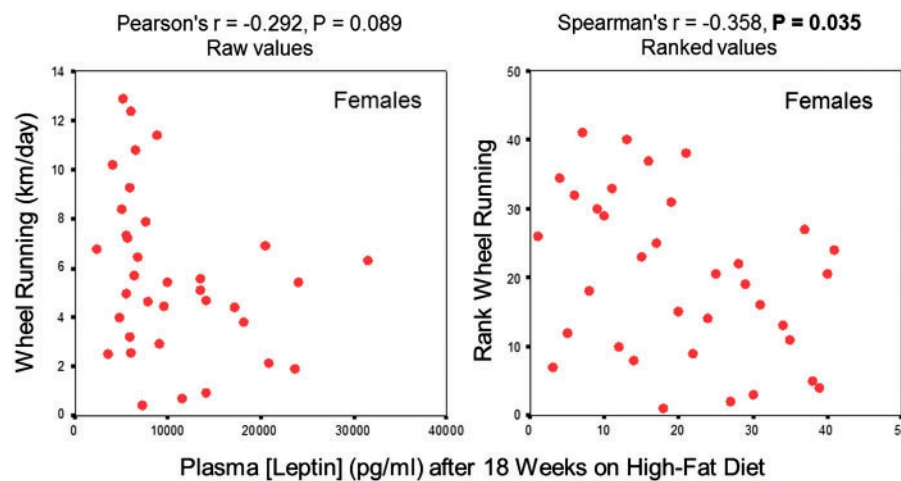 Pearson's r = -0.292, P = 0.089
Raw values
14
12
10
8
6
4
2
0
Wheel Running (km/day)
Females
0
10000
20000
30000
40000
Spearman's r = -0.358, P = 0.035
Ranked values
50
40
30
20
10
0
Rank Wheel Running
Females
0
10
20
30
40
50
Plasma [Leptin] (pg/ml) after 18 Weeks on High-Fat Diet